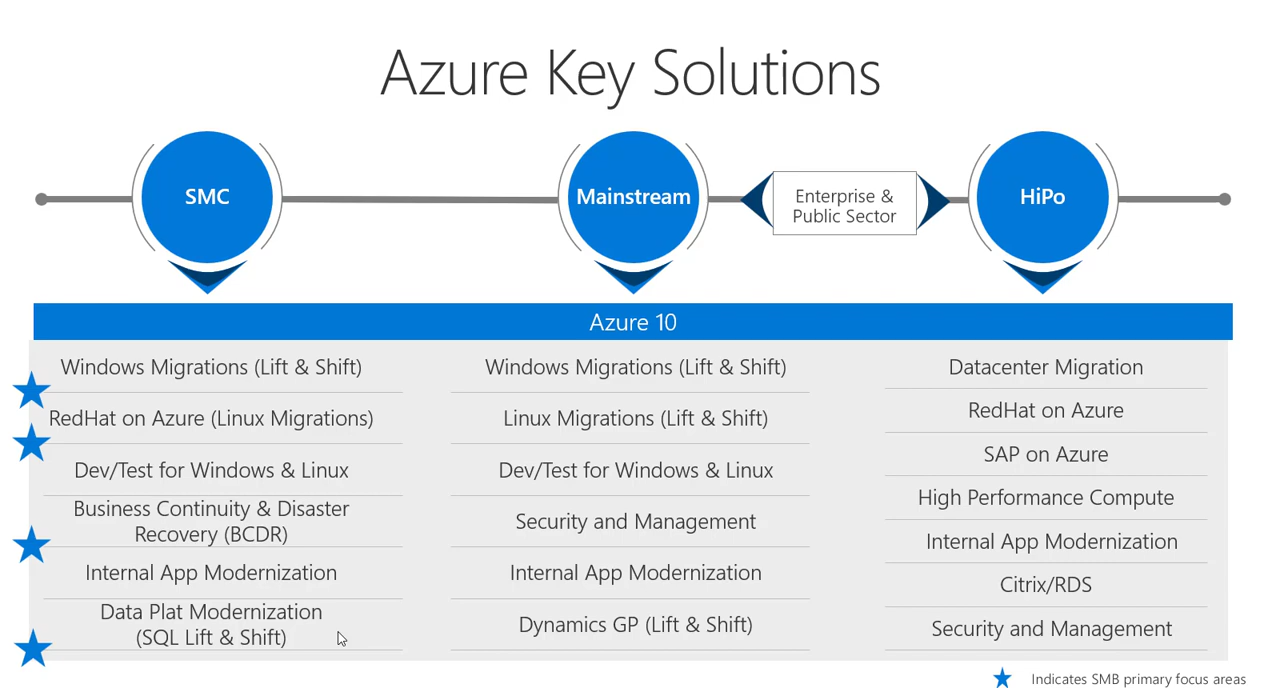 Azure Key Solutions
SMC
Mainstream
Enterprise &
Public Sector
HiPo
Azure 10
Windows Migrations (Lift & Shift)
RedHat on Azure (Linux Migrations)
Dev/Test for Windows & Linux
Business Continuity & Disaster
Recovery (BCDR)
Internal App Modernization
Data Plat Modernization
(SQL Lift & Shift)
Windows Migrations (Lift & Shift)
Linux Migrations (Lift & Shift)
Dev/Test for Windows & Linux
Security and Management
Internal App Modernization
Dynamics GP (Lift & Shift)
Datacenter Migration
RedHat on Azure
SAP on Azure
High Performance Compute
Internal App Modernization
Citrix/RDS
Security and Management
Indicates SMB primary focus areas